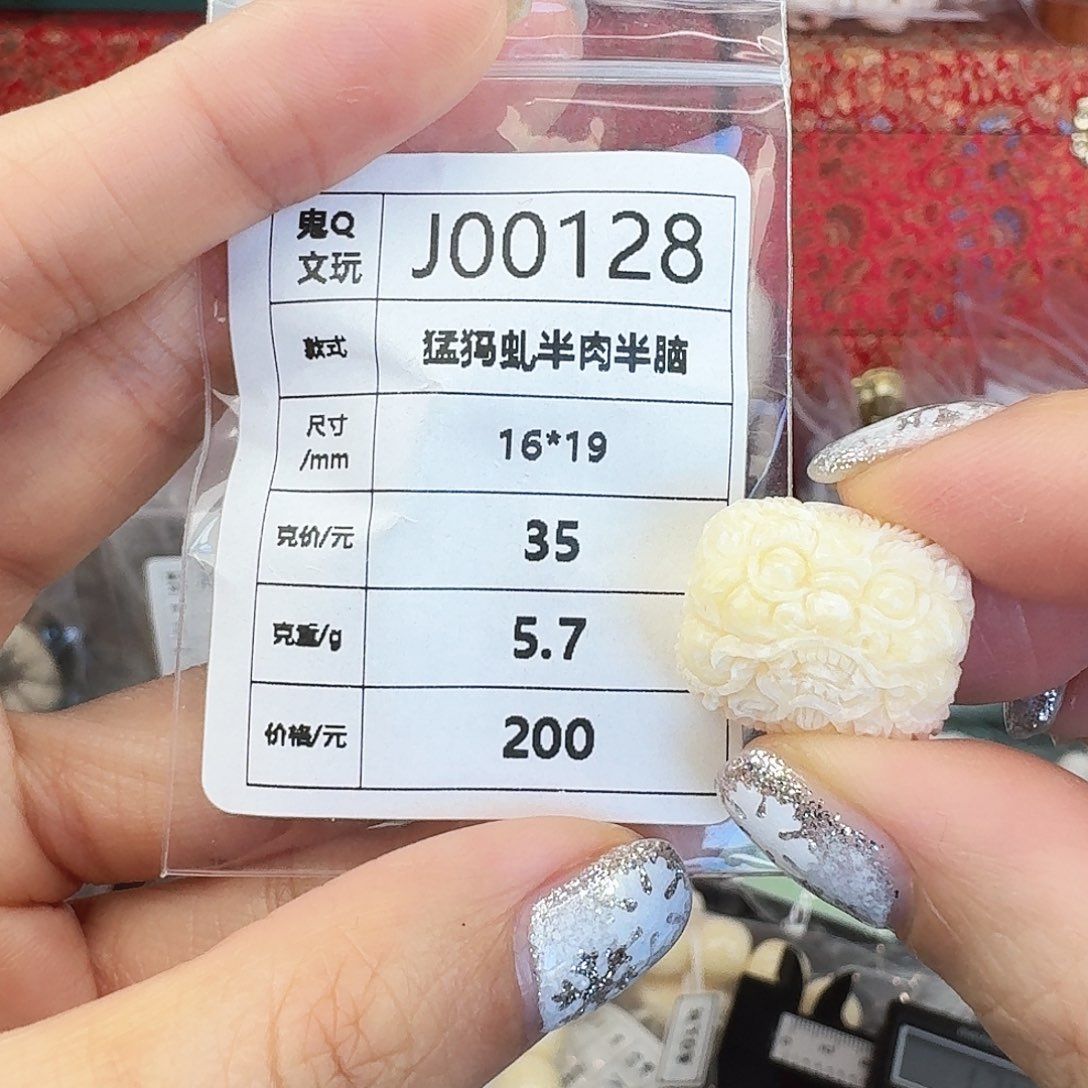 鬼Q
文玩
J00128
款式
猛犸虬半肉半脑
尺寸
/mm
16*19
克价/元
35
克重/g
5.7
价格/元
200